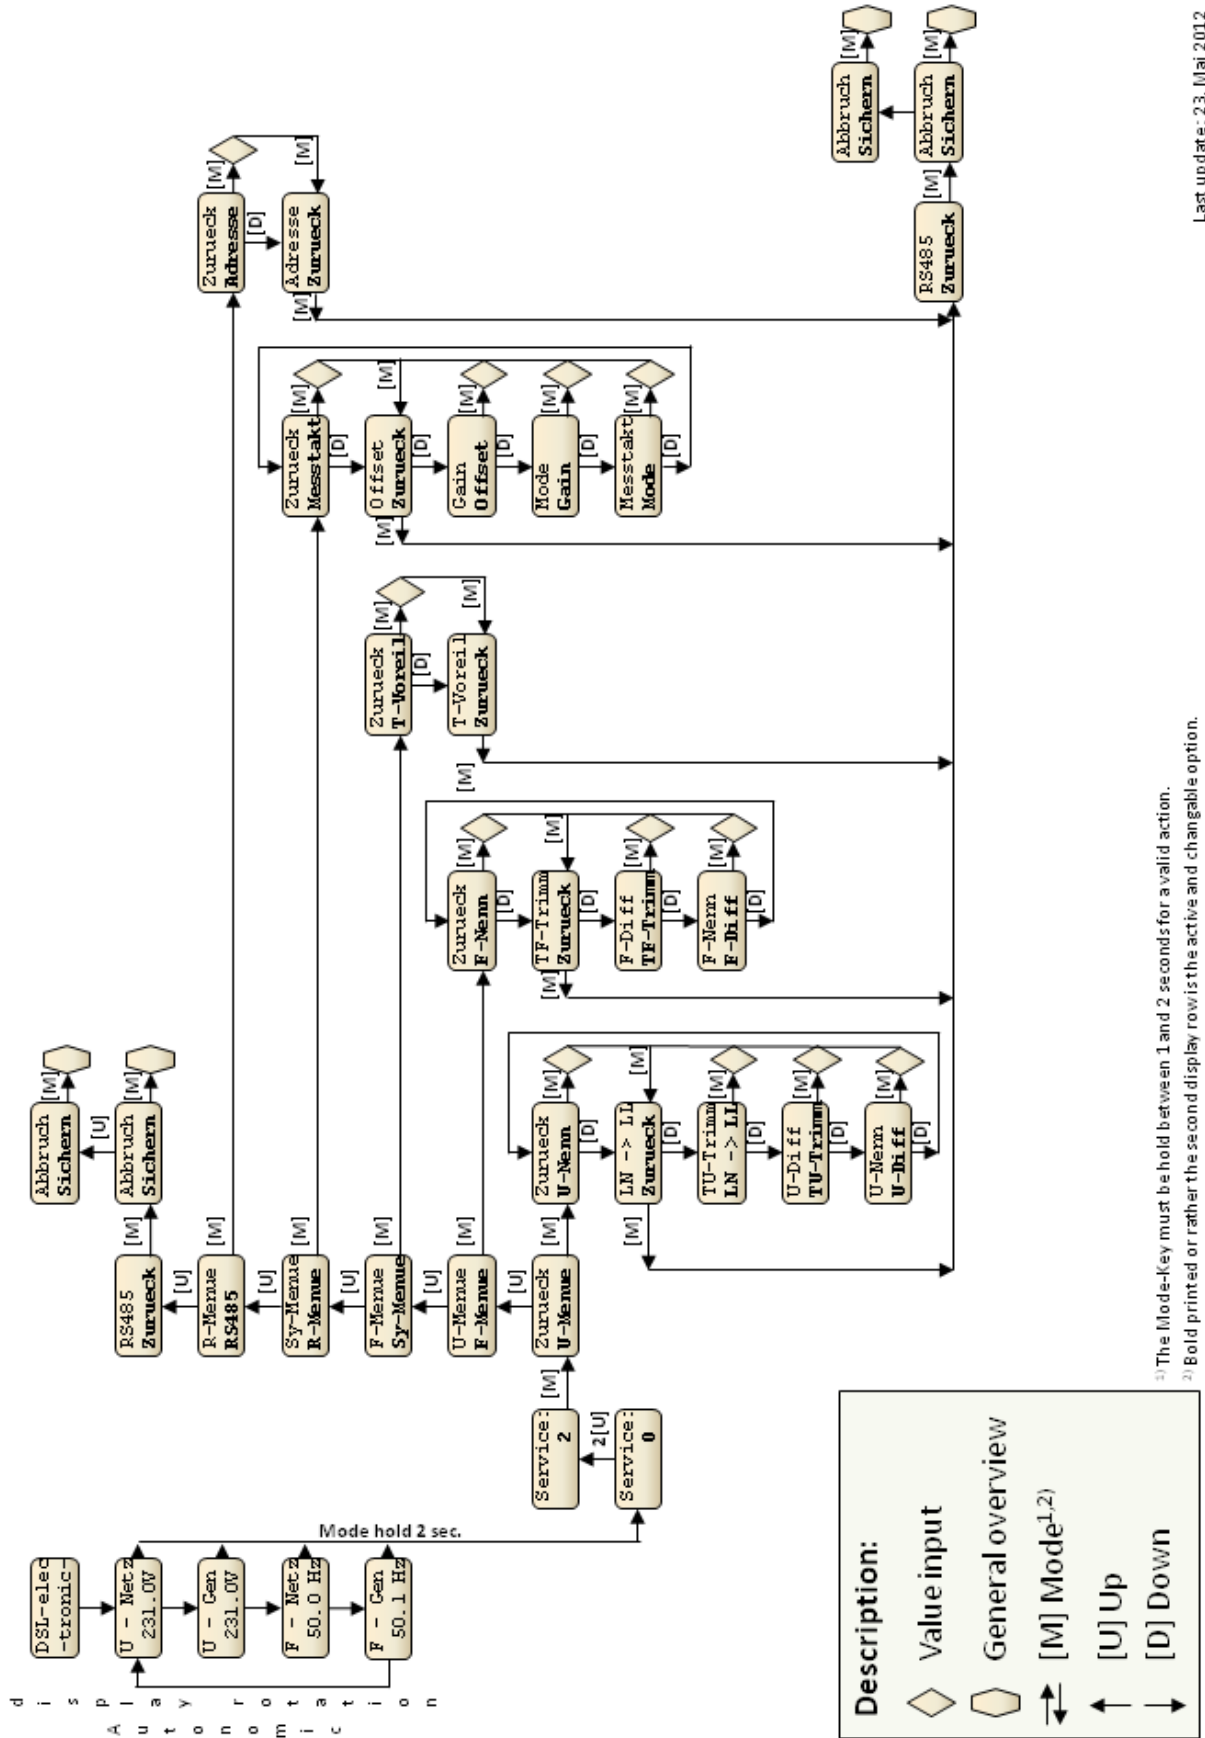 Autonomic
display rotation
DSL-elec
-tronic-
U - Netz
231.0V
U - Gen
231.0V
F - Netz
50.0 Hz
F - Gen
50.1 Hz
Mode hold 2 sec.
Service:
2
2[U]
Service:
0
[M]
RS485
Zurueck
[M]
[U]
R-Menue
RS485
[M]
[U]
Sy-Menue
R-Menue
[M]
[U]
F-Menue
Sy-Menue
[M]
[U]
U-Menue
F-Menue
[M]
[U]
Zurueck
U-Menue
[M]
Abbruch
Sichern
[M]
[U]
Abbruch
Sichern
[M]
Zurueck
U-Nenn
[M]
[D]
LN -> LL
Zurueck
[M]
[M]
[D]
TU-Trimm
LN -> LL
[M]
[D]
U-Diff
TU-Trimm
[M]
[D]
U-Nenn
U-Diff
[M]
[D]
Zurueck
F-Nenn
[M]
[D]
TF-Trimm
Zurueck
[M]
[M]
[D]
F-Diff
TF-Trimm
[M]
[D]
F-Nenn
F-Diff
[M]
[D]
Zurueck
T-Voreil
[M]
[D]
T-Voreil
Zurueck
[M]
[M]
Zurueck
Messtakt
[M]
[D]
Offset
Zurueck
[M]
[M]
[D]
Gain
Offset
[M]
[D]
Mode
Gain
[M]
[D]
Messtakt
Mode
[M]
[D]
Zurueck
Adresse
[M]
[D]
Adresse
Zurueck
[M]
[M]
RS485
Zurueck
[M]
Abbruch
Sichern
[M]
Abbruch
Sichern
[M]
Description:
Value input
General overview
[M] Mode1,2)
[U] Up
[D] Down
1) The Mode-Key must be hold between 1 and 2 seconds for a valid action.
2) Bold printed or rather the second display row is the active and changable option.
Last update: 23. Mai 2012